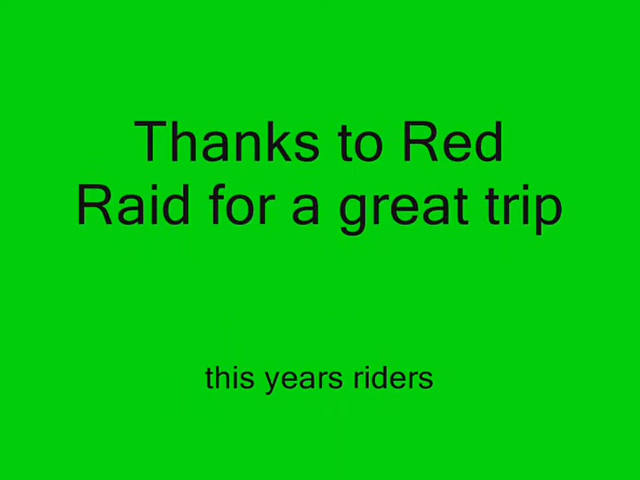 Thanks to Red
Raid for a great trip
this years riders